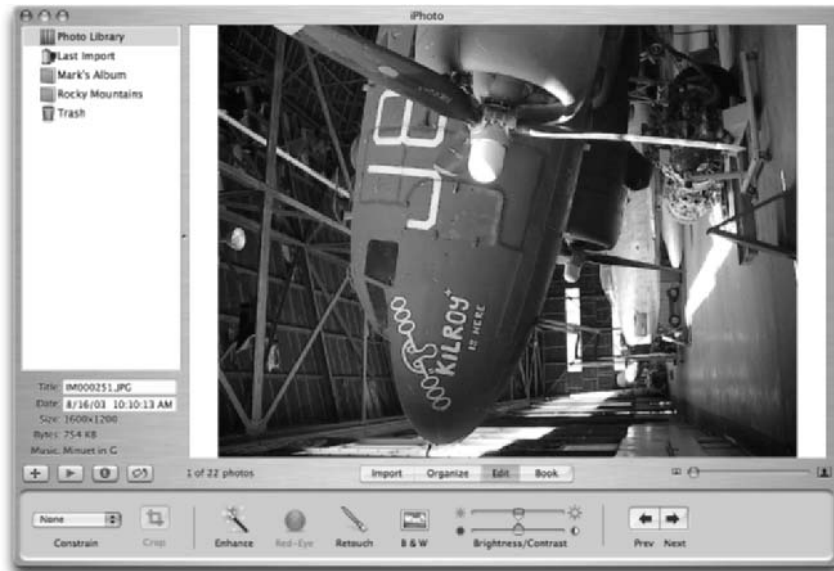 iPhoto
Photo Library
Last Import
Mark's Album
Rocky Mountains
Trash
KILROY
IS HERE
Title: IM000251.JPG
Date: 8/16/03 10:10:13 AM
Size: 1600x1200
Bytes: 754 KB
Music: Minuet in G
1 of 22 photos
Import Organize Edit Book
None
Constrain Crop Enhance Red-Eye Retouch B & W Brightness/Contrast Prev Next